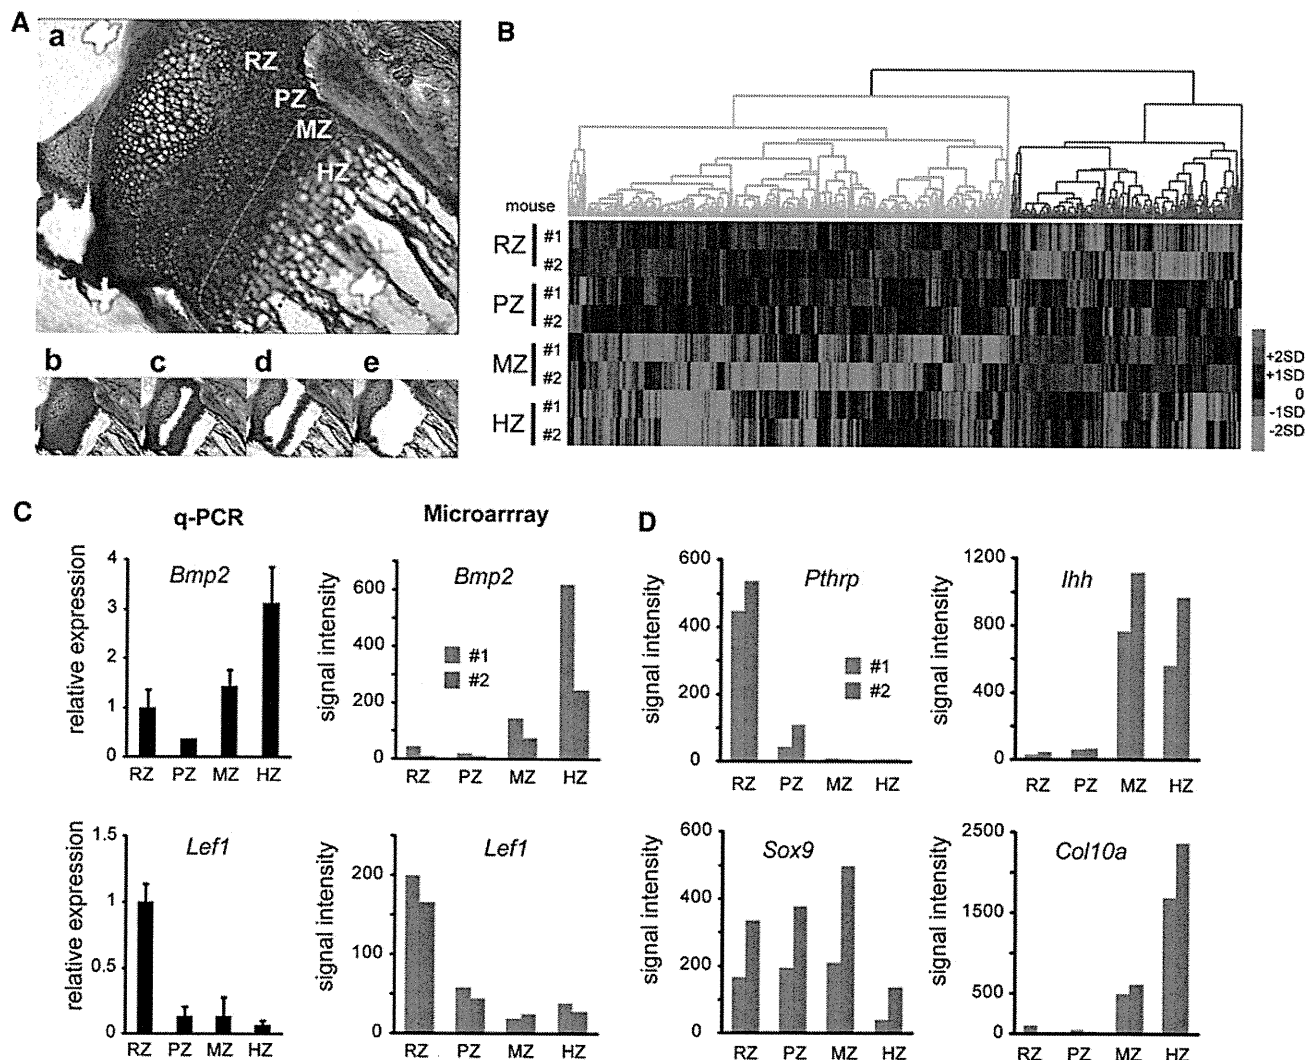 A
a
RZ
PZ
MZ
HZ
b
c
d
e
B
mouse
RZ
#1
#2
PZ
#1
#2
MZ
#1
#2
HZ
#1
#2
+2SD
+1SD
0
-1SD
-2SD
C
q-PCR
Microarrray
relative expression
Bmp2
4
3
2
1
0
RZ PZ MZ HZ
signal intensity
Bmp2
600
400
200
0
#1
#2
RZ PZ MZ HZ
relative expression
Lef1
1.5
1
0.5
0
RZ PZ MZ HZ
signal intensity
Lef1
200
100
0
RZ PZ MZ HZ
D
signal intensity
Pthrp
600
400
200
0
#1
#2
RZ PZ MZ HZ
signal intensity
Ihh
1200
800
400
0
RZ PZ MZ HZ
signal intensity
Sox9
600
400
200
0
RZ PZ MZ HZ
signal intensity
Col10a
2500
1500
500
0
RZ PZ MZ HZ